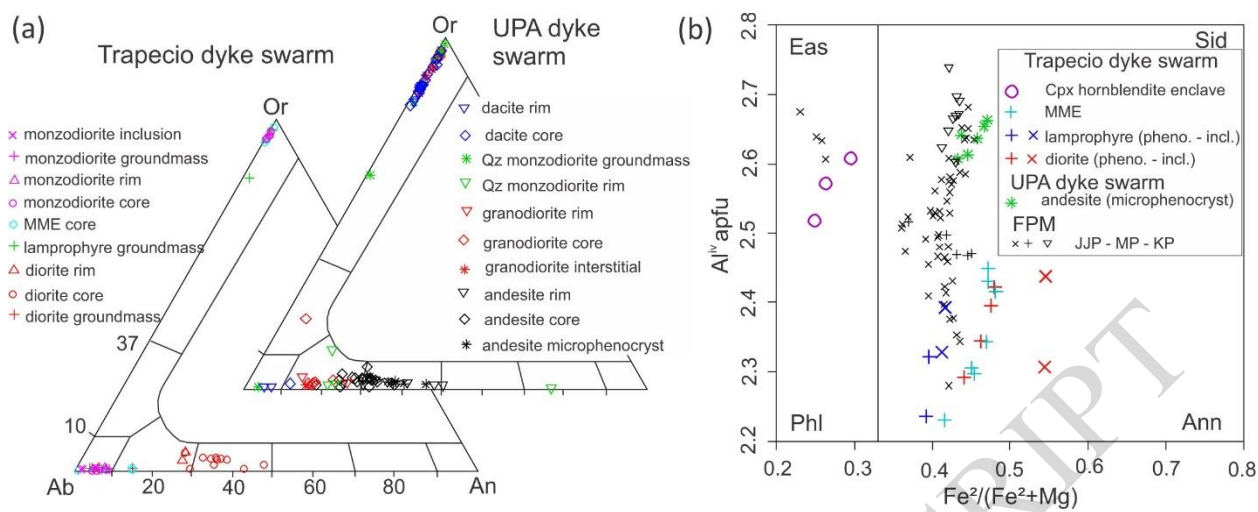 (a)
Trapecio dyke swarm
Or
monzodiorite inclusion
monzodiorite groundmass
monzodiorite rim
monzodiorite core
MME core
lamprophyre groundmass
diorite rim
diorite core
diorite groundmass
37
10
Ab
20
40
60
80
An
Or
UPA dyke
swarm
dacite rim
dacite core
Qz monzodiorite groundmass
Qz monzodiorite rim
granodiorite rim
granodiorite core
granodiorite interstitial
andesite rim
andesite core
andesite microphenocryst
(b)
Al^iv apfu
2.8
2.7
2.6
2.5
2.4
2.3
2.2
Eas
Sid
Trapecio dyke swarm
Cpx hornblendite enclave
MME
lamprophyre (pheno. - incl.)
diorite (pheno. - incl.)
UPA dyke swarm
andesite (microphenocryst)
FPM
JJP - MP - KP
Phl
Ann
0.2
0.3
0.4
0.5
0.6
0.7
0.8
Fe²/(Fe²+Mg)
RIPT